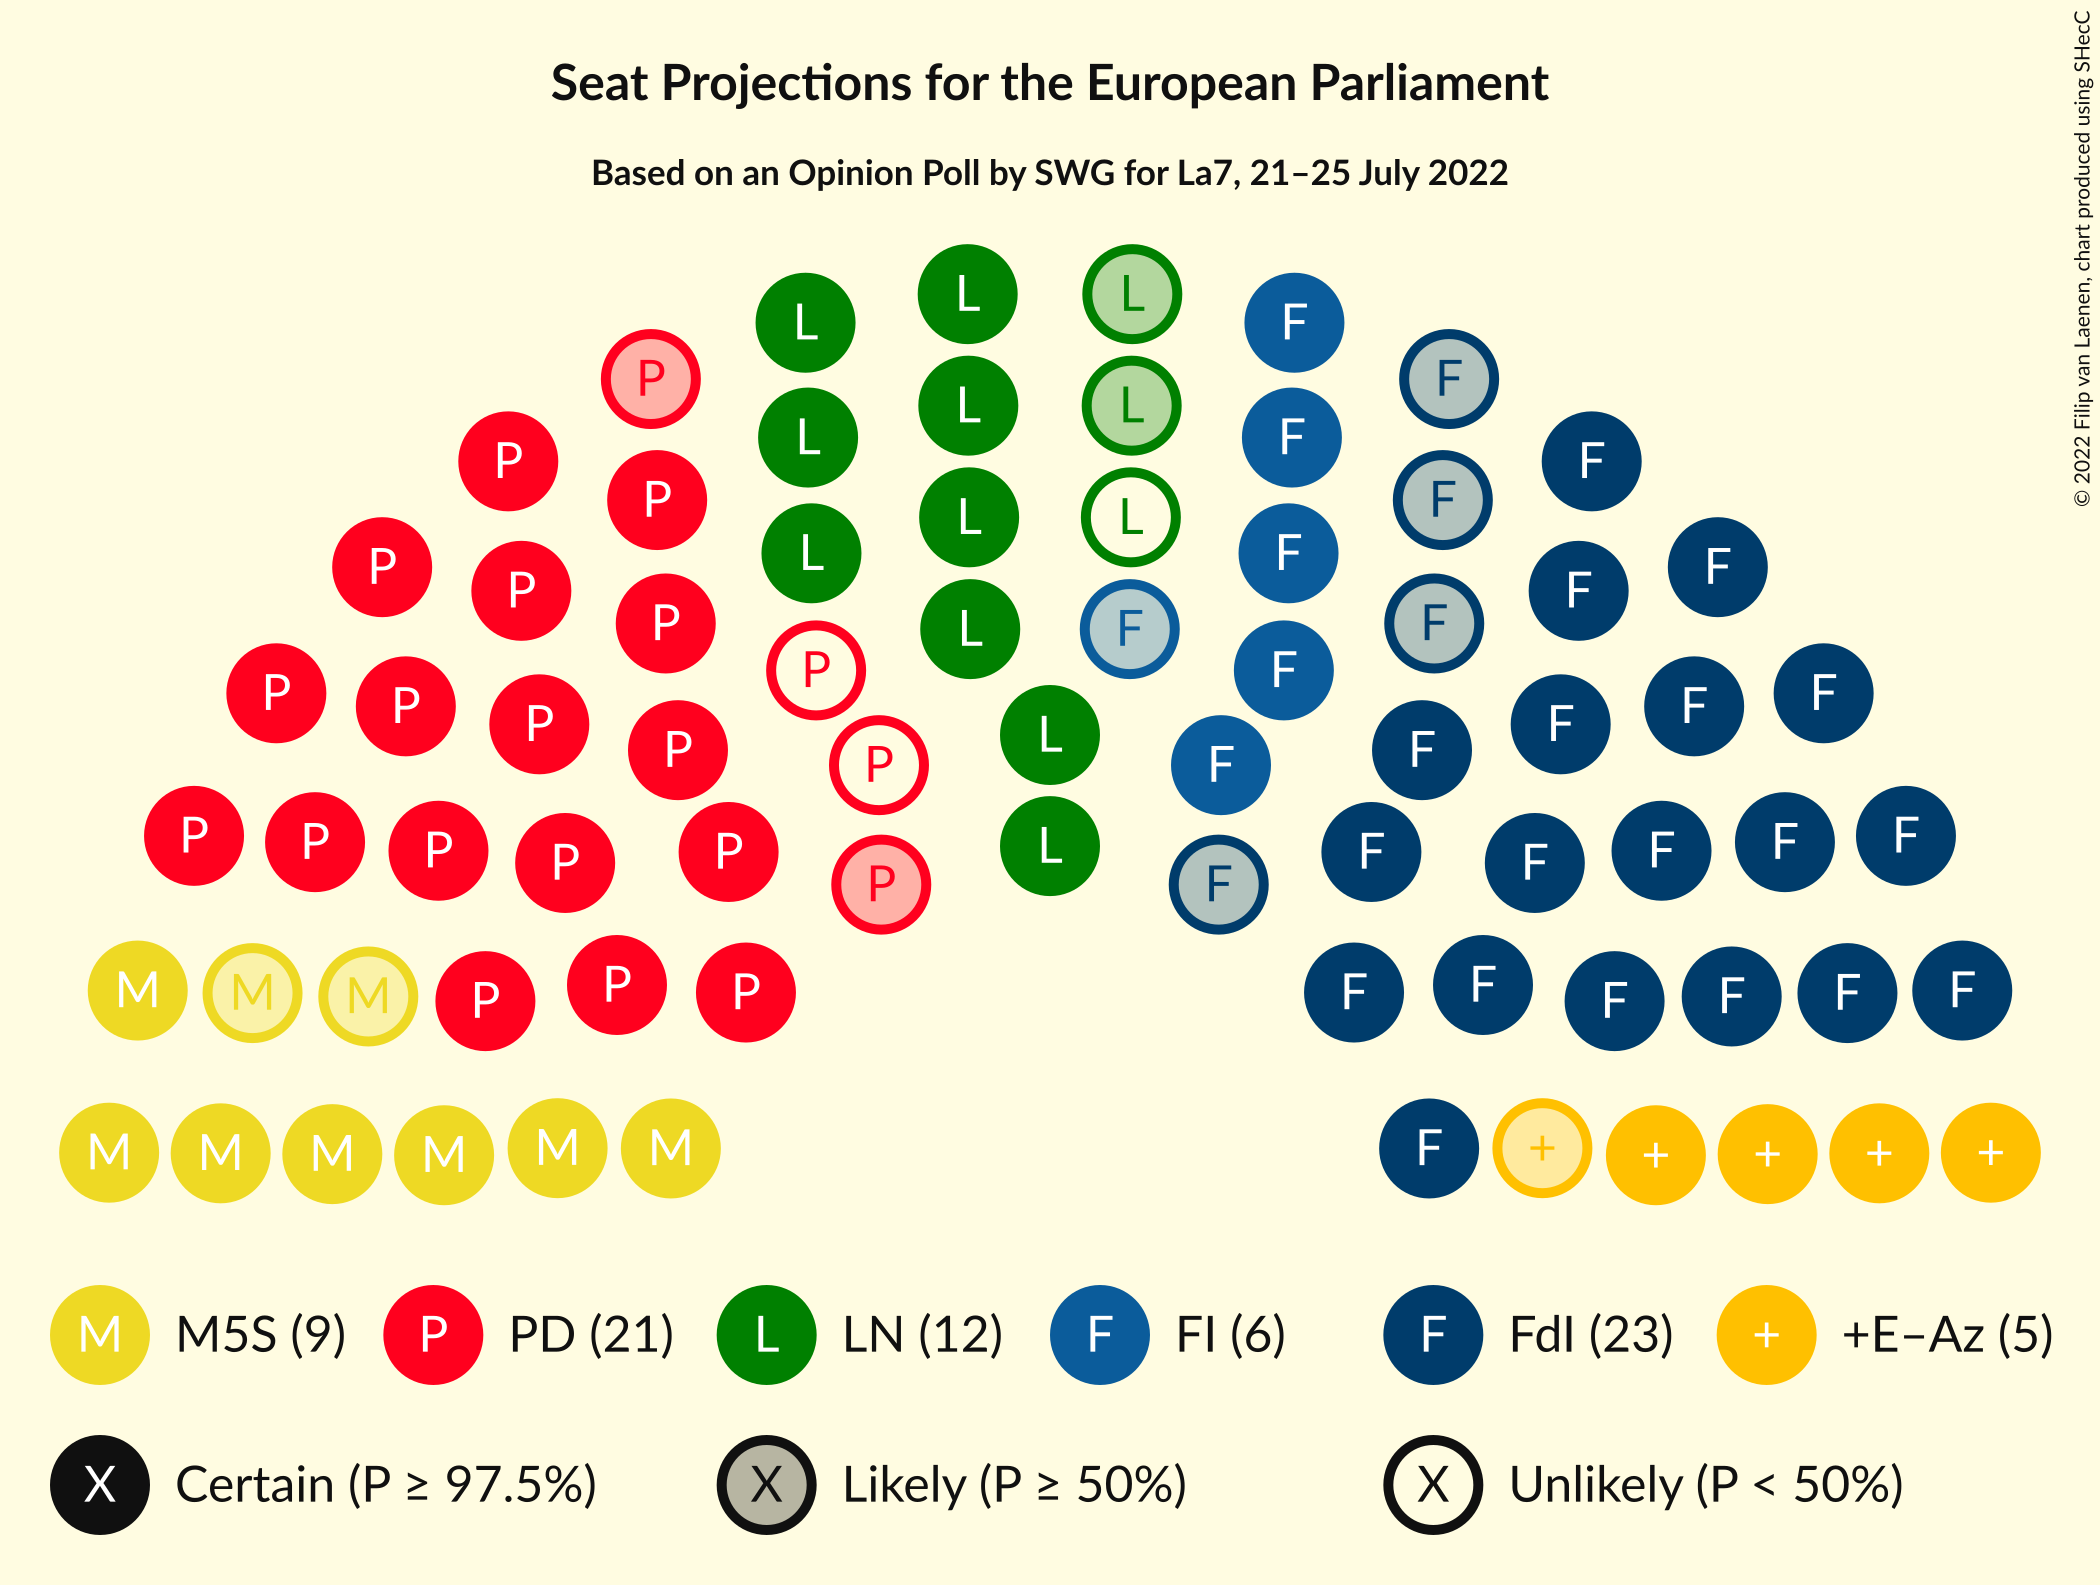 Seat Projections for the European Parliament
Based on an Opinion Poll by SWG for La7, 21–25 July 2022
© 2022 Filip van Laenen, chart produced using SHecC
L L
L F
P F
L L
L F
P F
P F
L L
P F
P F
L L
P F
P F
P F
P F
L
P F
P P F F
P P P P P L F F F F F
P F
M M M P P P F F F F F F
M M M M M M F + + + + +
M M5S (9) P PD (21) L LN (12) F FI (6) F FdI (23) + +E–Az (5)
X Certain (P ≥ 97.5%) X Likely (P ≥ 50%) X Unlikely (P < 50%)